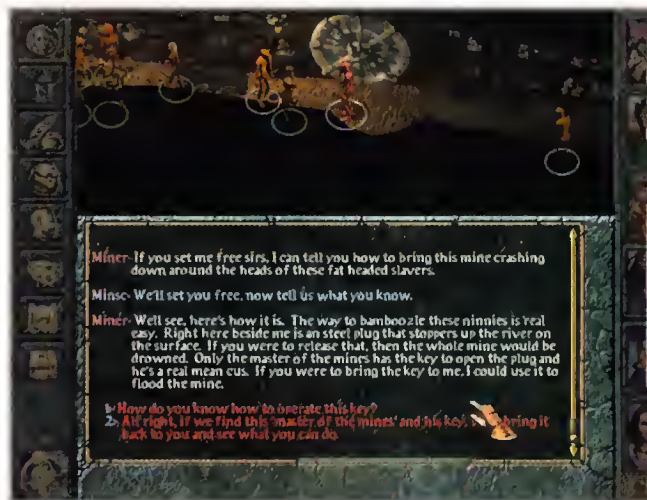 Miner- If you set me free sirs, I can tell you how to bring this mine crashing
down around the heads of these fat headed slavers.
Minsc- We'll set you free, now tell us what you know.
Miner- Well see, here's how it is. The way to bamboozle these ninnies is real
easy. Right here beside me is an steel plug that stoppers up the river on
the surface. If you were to release that, then the whole mine would be
drowned. Only the master of the mines has the key to open the plug and
he's a real mean cus. If you were to bring the key to me, I could use it to
flood the mine.
1- How do you know how to operate this key?
2- All right, if we find this 'master of the mines' and his key, bring it
back to you and see what you can do.